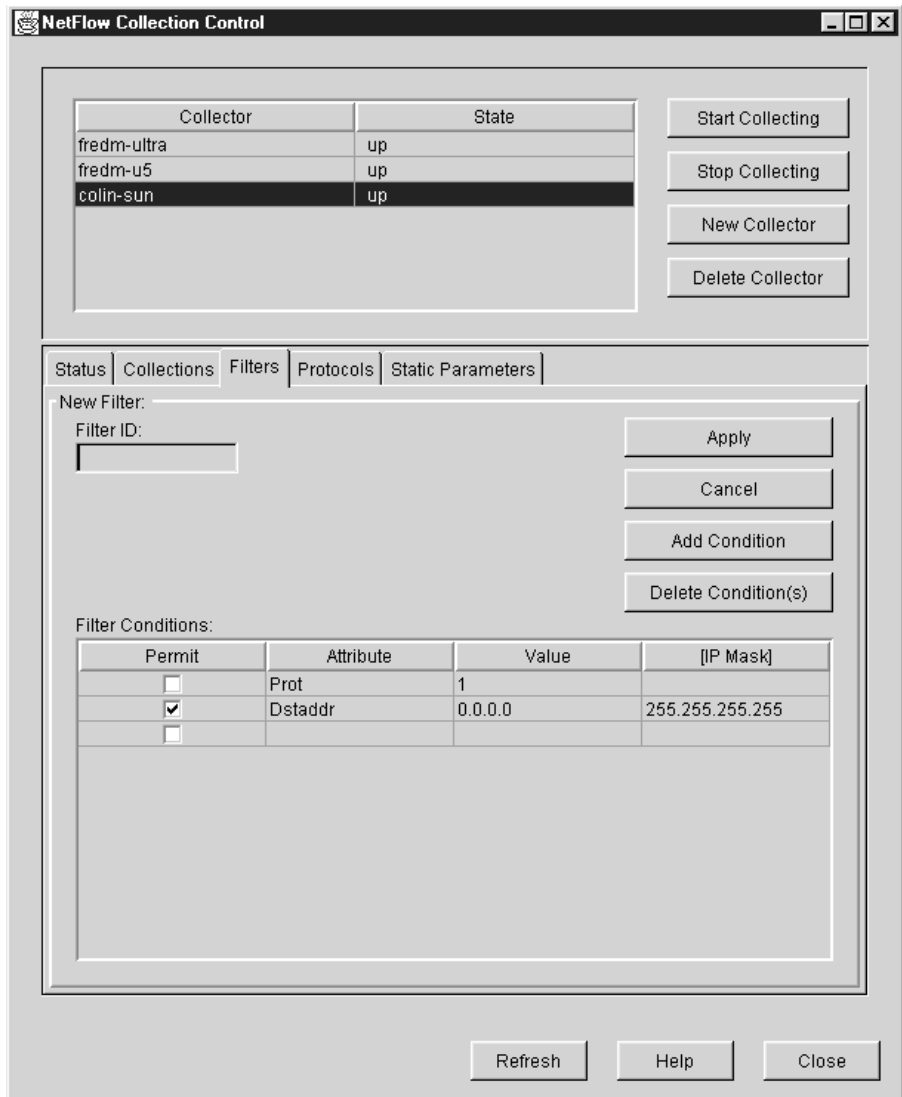 NetFlow Collection Control
Collector State
fredm-ultra up
fredm-u5 up
colin-sun up
Start Collecting
Stop Collecting
New Collector
Delete Collector
Status Collections Filters Protocols Static Parameters
New Filter:
Filter ID:
Apply
Cancel
Add Condition
Delete Condition(s)
Filter Conditions:
Permit Attribute Value [IP Mask]
Prot 1
Dstaddr 0.0.0.0 255.255.255.255
Refresh Help Close